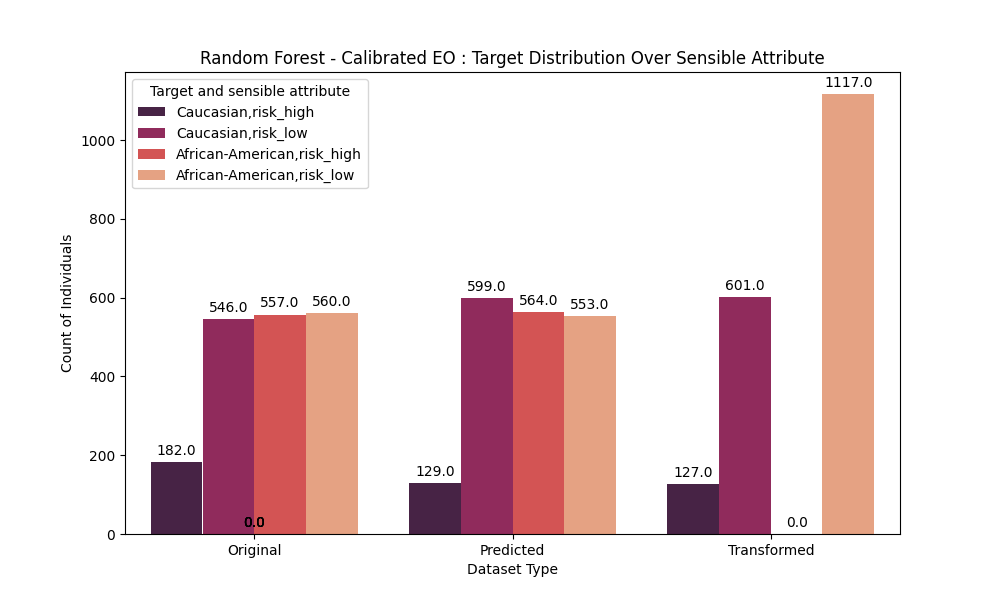 Random Forest - Calibrated EO : Target Distribution Over Sensible Attribute
Target and sensible attribute
Caucasian,risk_high
Caucasian,risk_low
African-American,risk_high
African-American,risk_low
Count of Individuals
1000
800
600
400
200
0
182.0
546.0
557.0
560.0
0.0
129.0
599.0
564.0
553.0
127.0
601.0
0.0
1117.0
Original
Predicted
Transformed
Dataset Type